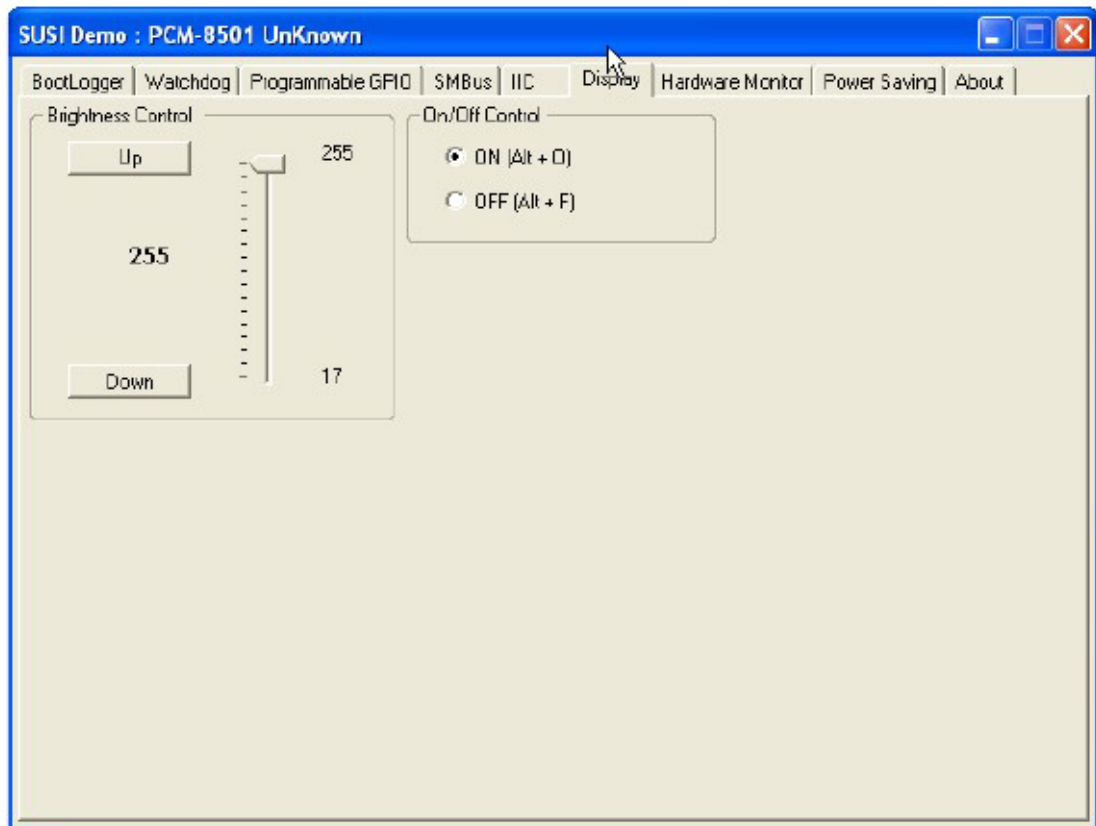 SUSI Demo : PCM-8501 UnKnown
BootLogger Watchdog Programmable GPIO SMBus IIC Display Hardware Monitor Power Saving About
Brightness Control
On/Off Control
Up
255
ON (Alt + O)
OFF (Alt + F)
255
Down
17